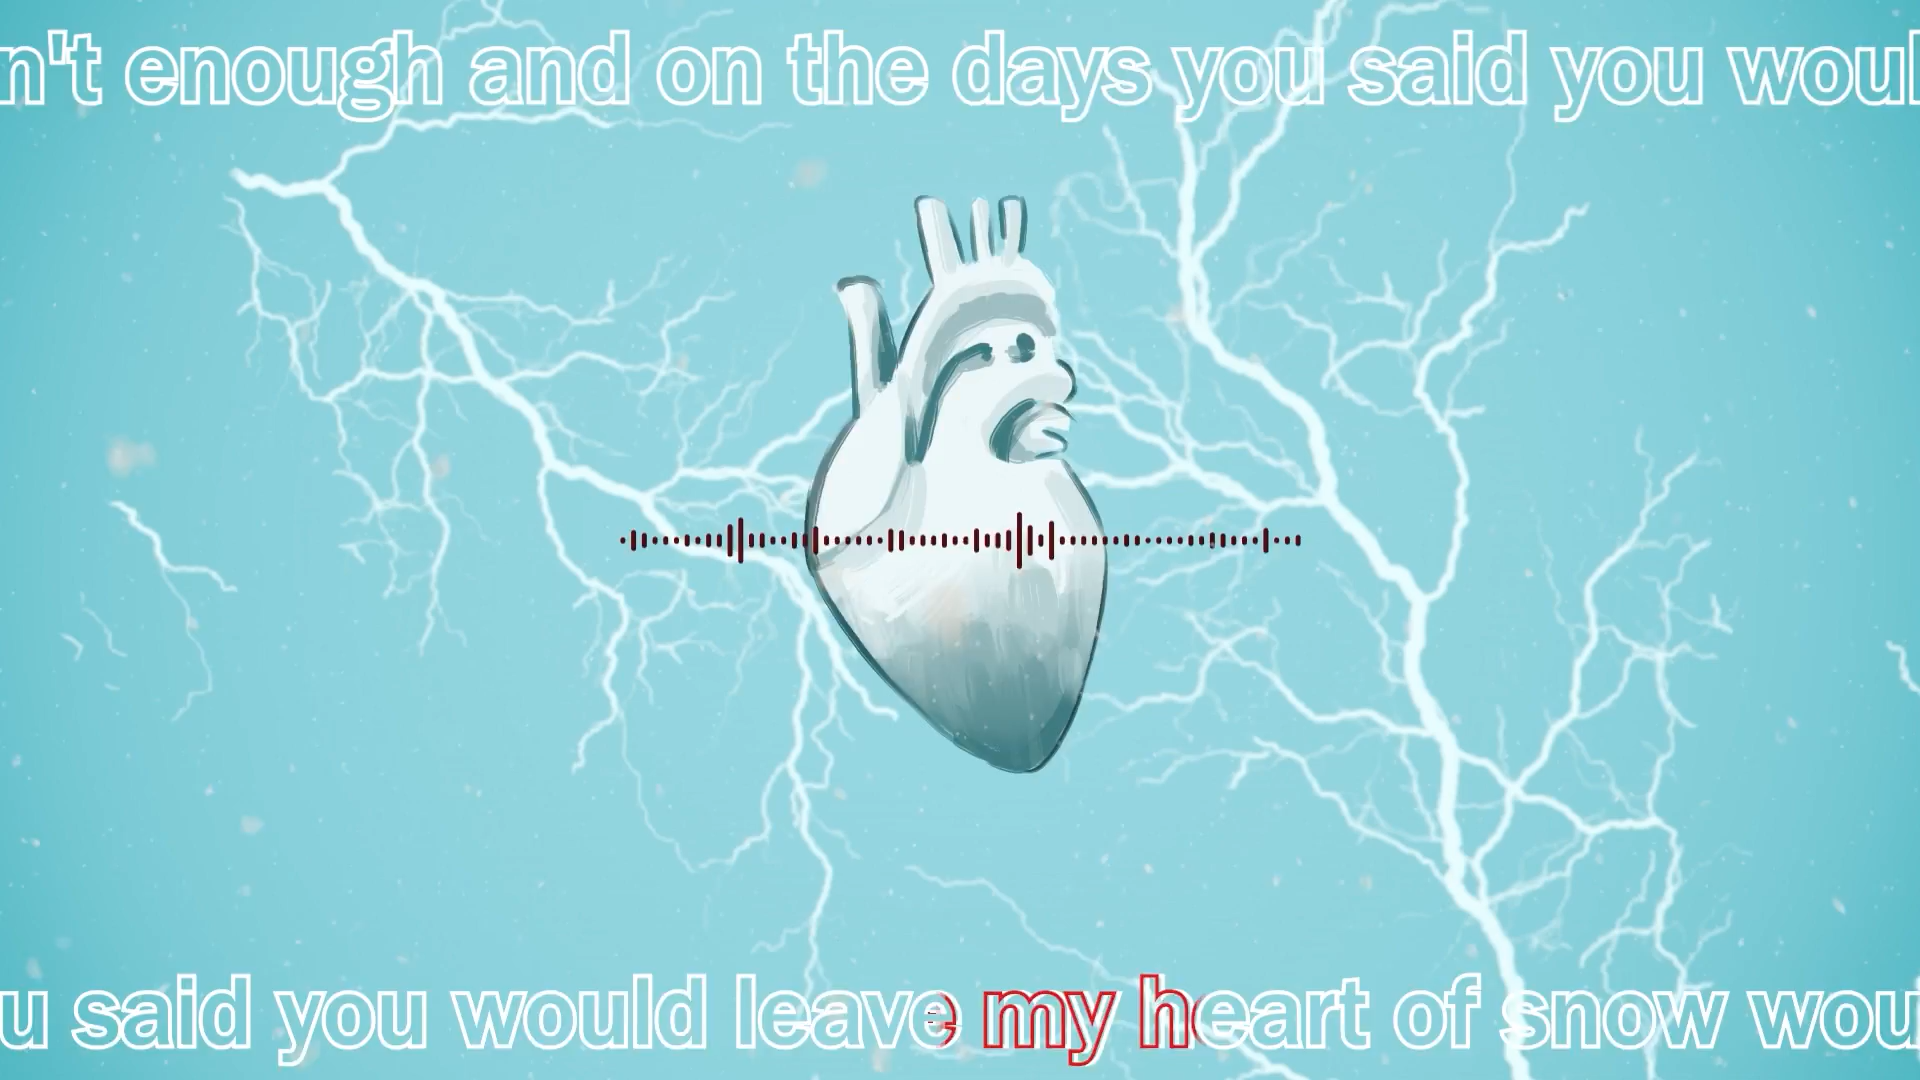 n't enough and on the days you said you woul
u said you would leave my heart of snow wou